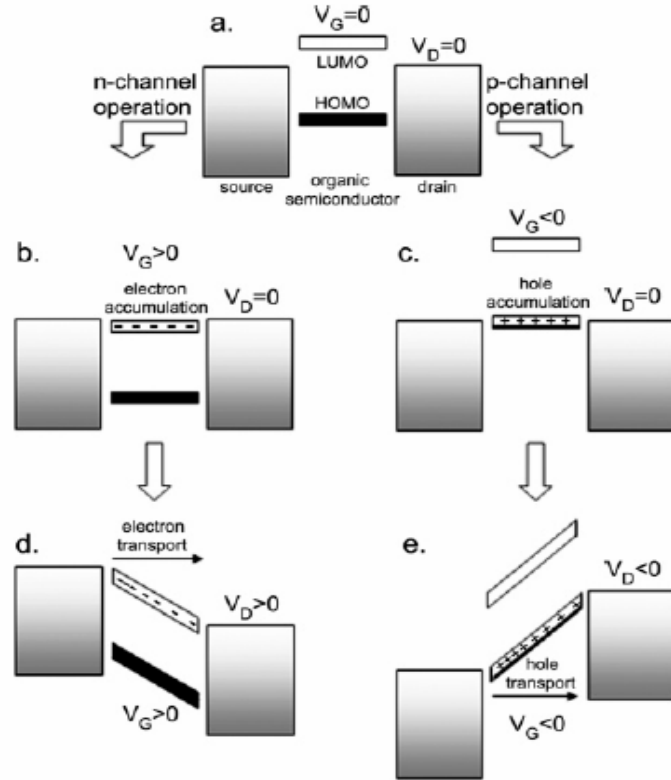 a.
V_G=0
LUMO
V_D=0
HOMO
n-channel
operation
p-channel
operation
source
organic
semiconductor
drain
b.
V_G>0
electron
accumulation
V_D=0
c.
V_G<0
hole
accumulation
V_D=0
d.
electron
transport
V_D>0
V_G>0
e.
V_D<0
hole
transport
V_G<0